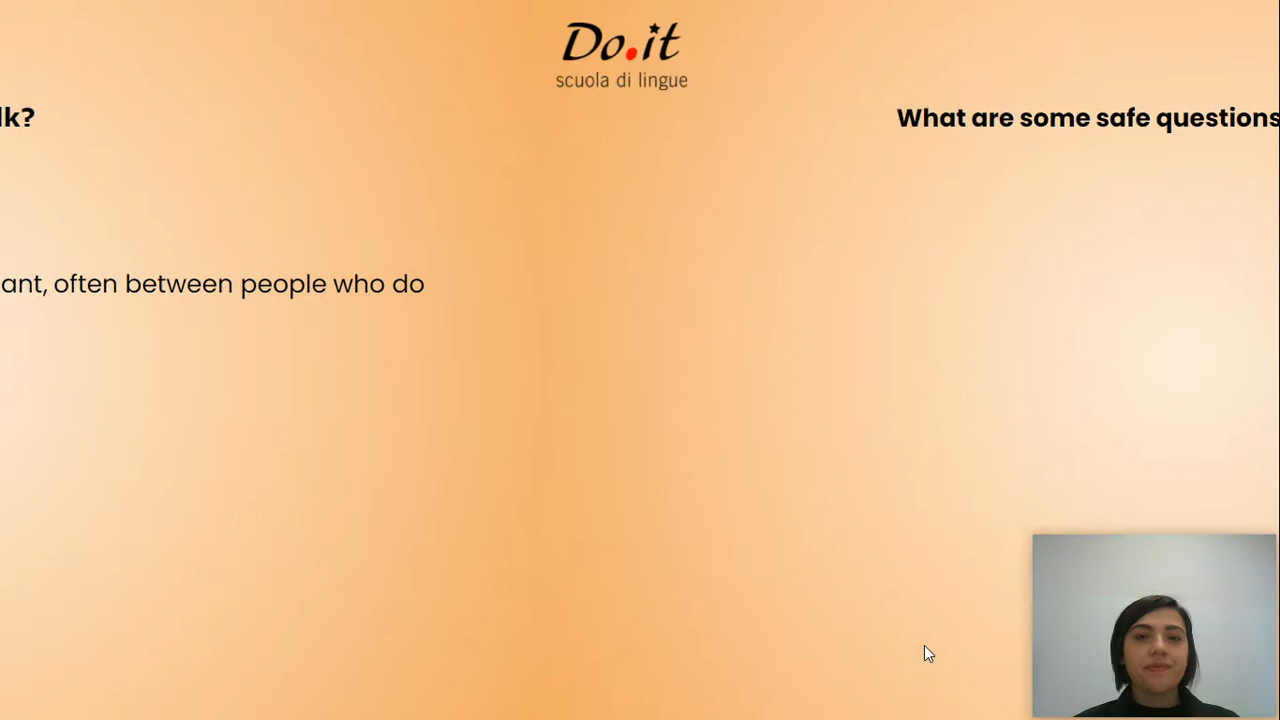 Do.it
scuola di lingue
lk?
What are some safe questions
ant, often between people who do